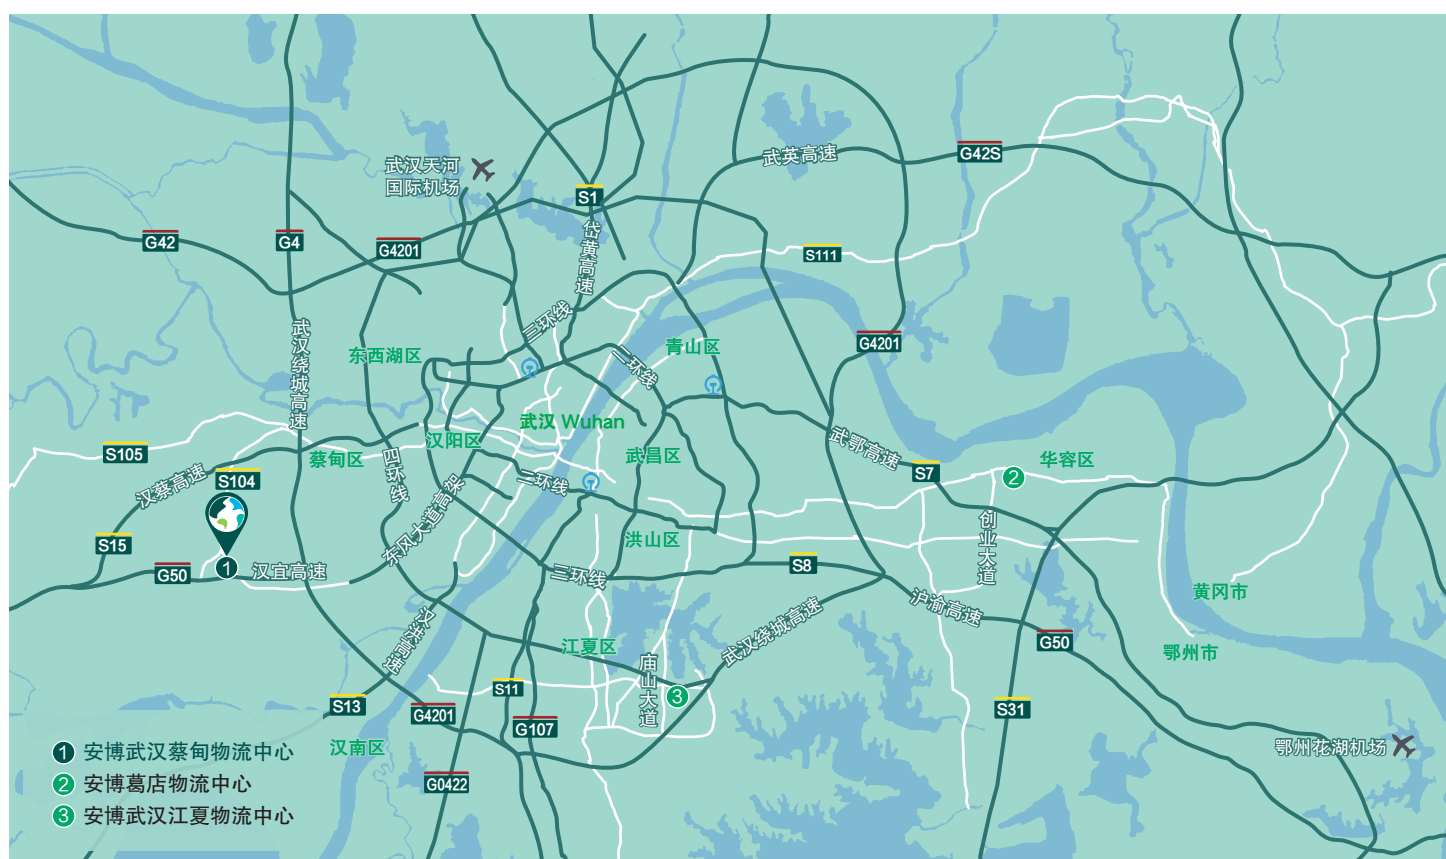 武汉天河
国际机场
武英高速
G42S
S1
岱黄高速
G42
G4
G4201
S111
武汉绕城高速
三环线
东西湖区
二环线
青山区
G4201
武汉 Wuhan
汉阳区
武昌区
武鄂高速
S105
蔡甸区
四环线
S7
华容区
2
汉蔡高速
S104
二环线
东风大道高架
创业大道
S15
洪山区
G50
1
汉宜高速
三环线
S8
沪渝高速
黄冈市
汉洪高速
武汉绕城高速
江夏区
G50
鄂州市
庙山大道
3
S11
S13
G4201
G107
S31
汉南区
鄂州花湖机场
G0422
1 安博武汉蔡甸物流中心
2 安博葛店物流中心
3 安博武汉江夏物流中心